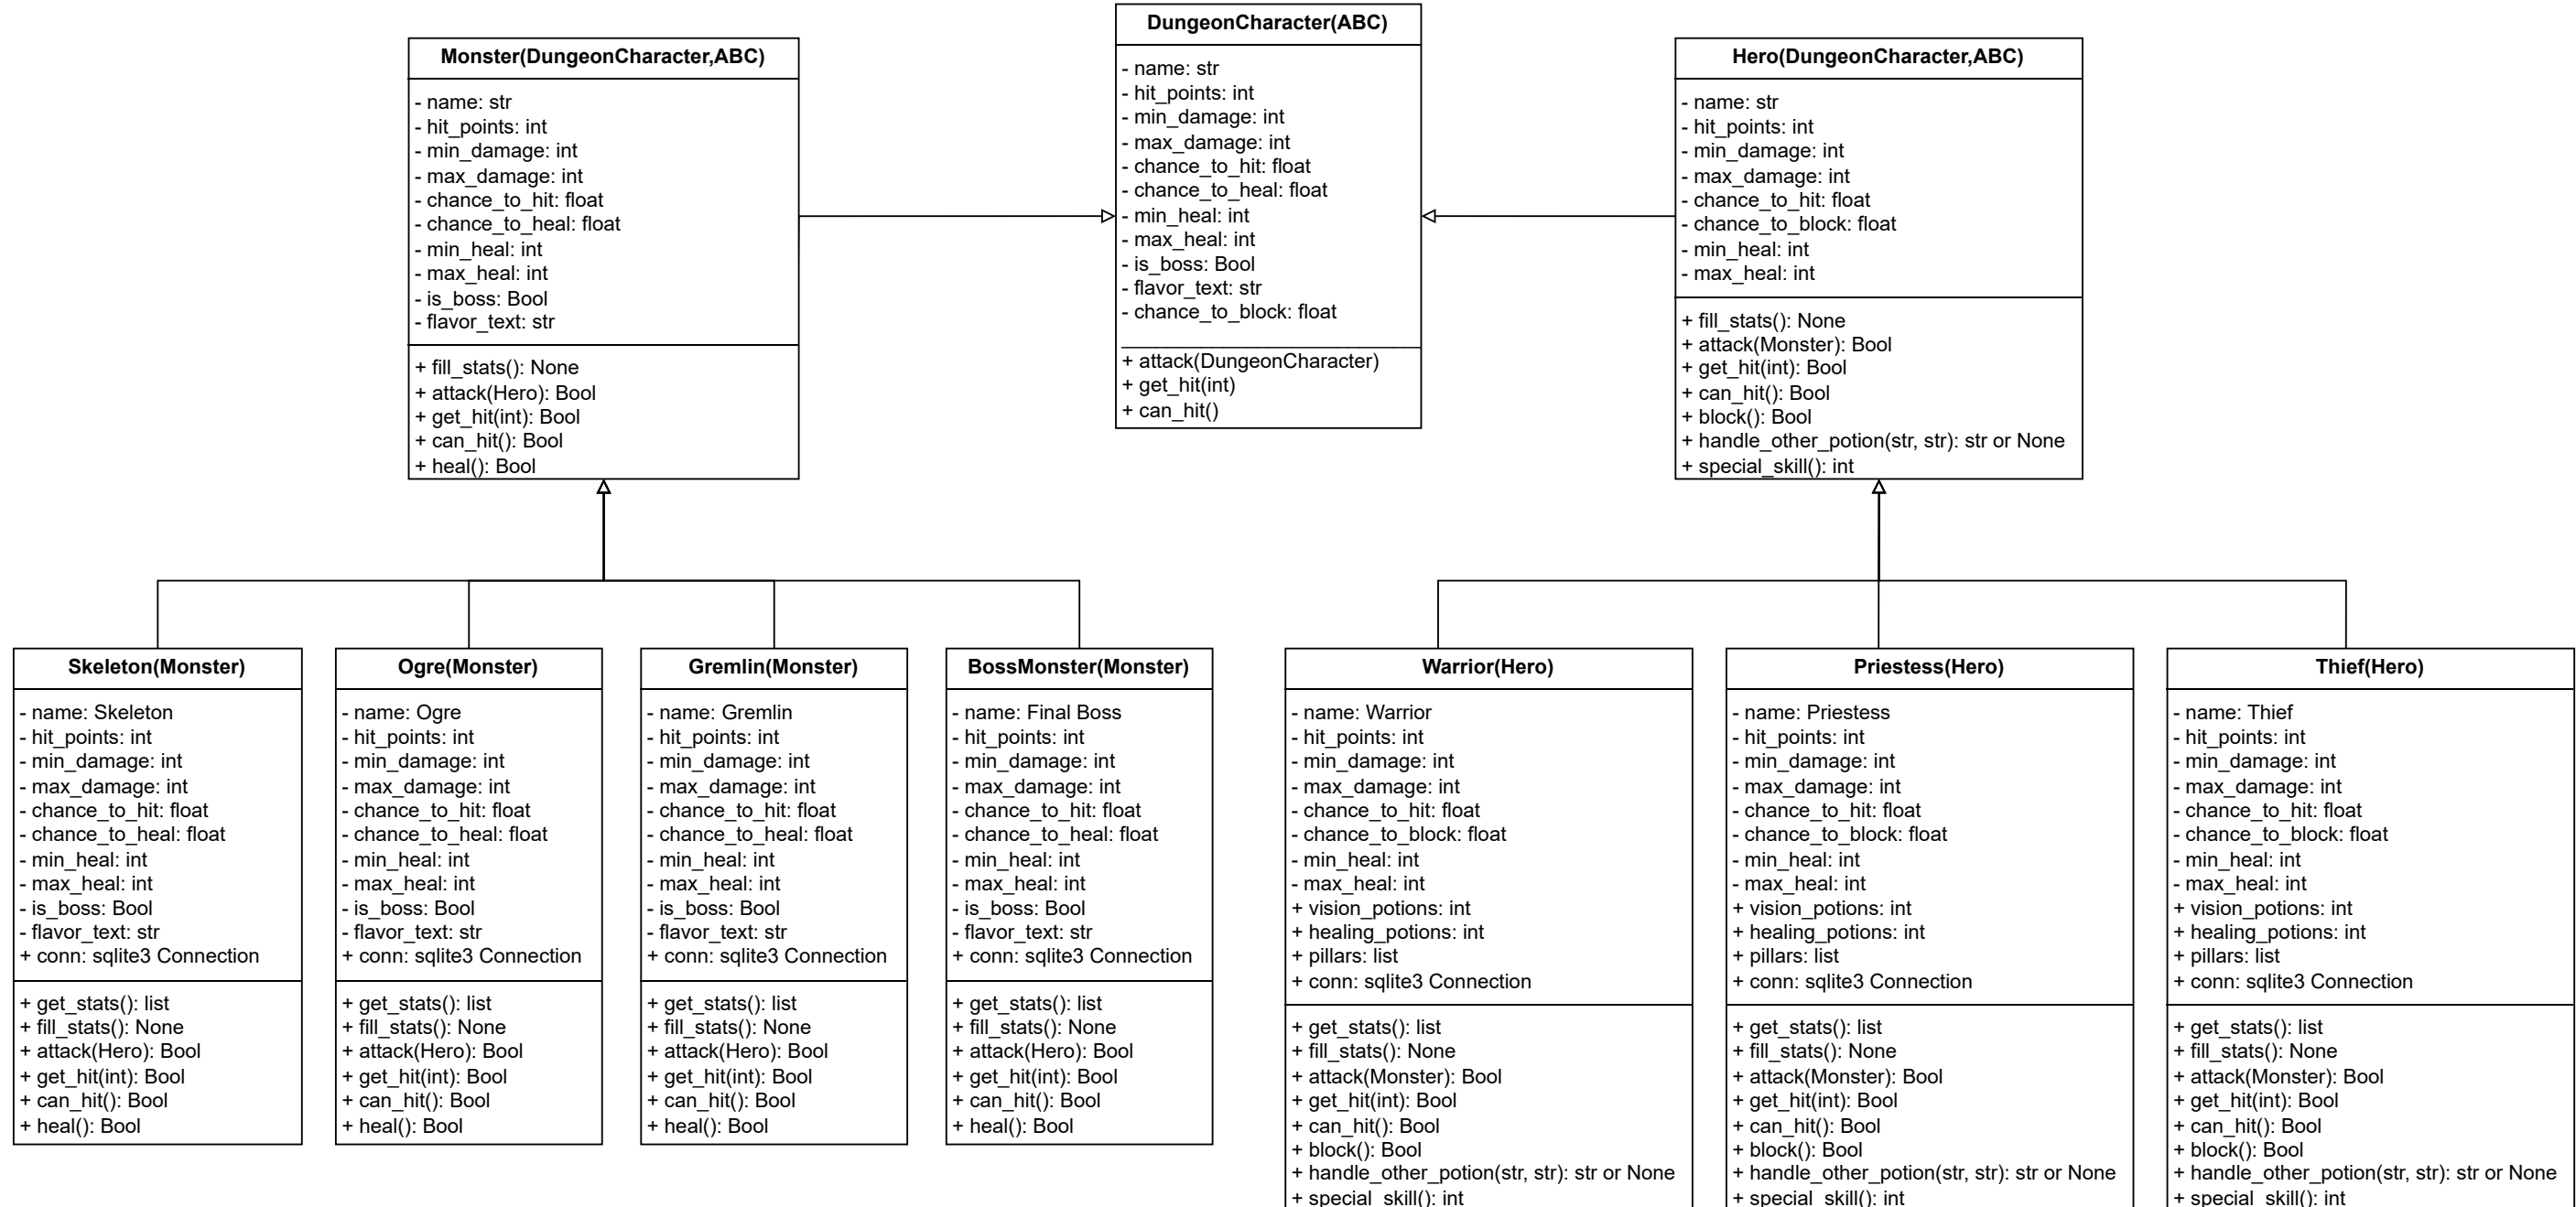 DungeonCharacter(ABC)
- name: str
- hit_points: int
- min_damage: int
- max_damage: int
- chance_to_hit: float
- chance_to_heal: float
- min_heal: int
- max_heal: int
- is_boss: Bool
- flavor_text: str
- chance_to_block: float
+ attack(DungeonCharacter)
+ get_hit(int)
+ can_hit()
Monster(DungeonCharacter,ABC)
- name: str
- hit_points: int
- min_damage: int
- max_damage: int
- chance_to_hit: float
- chance_to_heal: float
- min_heal: int
- max_heal: int
- is_boss: Bool
- flavor_text: str
+ fill_stats(): None
+ attack(Hero): Bool
+ get_hit(int): Bool
+ can_hit(): Bool
+ heal(): Bool
Hero(DungeonCharacter,ABC)
- name: str
- hit_points: int
- min_damage: int
- max_damage: int
- chance_to_hit: float
- chance_to_block: float
- min_heal: int
- max_heal: int
+ fill_stats(): None
+ attack(Monster): Bool
+ get_hit(int): Bool
+ can_hit(): Bool
+ block(): Bool
+ handle_other_potion(str, str): str or None
+ special_skill(): int
Skeleton(Monster)
- name: Skeleton
- hit_points: int
- min_damage: int
- max_damage: int
- chance_to_hit: float
- chance_to_heal: float
- min_heal: int
- max_heal: int
- is_boss: Bool
- flavor_text: str
+ conn: sqlite3 Connection
+ get_stats(): list
+ fill_stats(): None
+ attack(Hero): Bool
+ get_hit(int): Bool
+ can_hit(): Bool
+ heal(): Bool
Ogre(Monster)
- name: Ogre
- hit_points: int
- min_damage: int
- max_damage: int
- chance_to_hit: float
- chance_to_heal: float
- min_heal: int
- max_heal: int
- is_boss: Bool
- flavor_text: str
+ conn: sqlite3 Connection
+ get_stats(): list
+ fill_stats(): None
+ attack(Hero): Bool
+ get_hit(int): Bool
+ can_hit(): Bool
+ heal(): Bool
Gremlin(Monster)
- name: Gremlin
- hit_points: int
- min_damage: int
- max_damage: int
- chance_to_hit: float
- chance_to_heal: float
- min_heal: int
- max_heal: int
- is_boss: Bool
- flavor_text: str
+ conn: sqlite3 Connection
+ get_stats(): list
+ fill_stats(): None
+ attack(Hero): Bool
+ get_hit(int): Bool
+ can_hit(): Bool
+ heal(): Bool
BossMonster(Monster)
- name: Final Boss
- hit_points: int
- min_damage: int
- max_damage: int
- chance_to_hit: float
- chance_to_heal: float
- min_heal: int
- max_heal: int
- is_boss: Bool
- flavor_text: str
+ conn: sqlite3 Connection
+ get_stats(): list
+ fill_stats(): None
+ attack(Hero): Bool
+ get_hit(int): Bool
+ can_hit(): Bool
+ heal(): Bool
Warrior(Hero)
- name: Warrior
- hit_points: int
- min_damage: int
- max_damage: int
- chance_to_hit: float
- chance_to_block: float
- min_heal: int
- max_heal: int
+ vision_potions: int
+ healing_potions: int
+ pillars: list
+ conn: sqlite3 Connection
+ get_stats(): list
+ fill_stats(): None
+ attack(Monster): Bool
+ get_hit(int): Bool
+ can_hit(): Bool
+ block(): Bool
+ handle_other_potion(str, str): str or None
+ special_skill(): int
Priestess(Hero)
- name: Priestess
- hit_points: int
- min_damage: int
- max_damage: int
- chance_to_hit: float
- chance_to_block: float
- min_heal: int
- max_heal: int
+ vision_potions: int
+ healing_potions: int
+ pillars: list
+ conn: sqlite3 Connection
+ get_stats(): list
+ fill_stats(): None
+ attack(Monster): Bool
+ get_hit(int): Bool
+ can_hit(): Bool
+ block(): Bool
+ handle_other_potion(str, str): str or None
+ special_skill(): int
Thief(Hero)
- name: Thief
- hit_points: int
- min_damage: int
- max_damage: int
- chance_to_hit: float
- chance_to_block: float
- min_heal: int
- max_heal: int
+ vision_potions: int
+ healing_potions: int
+ pillars: list
+ conn: sqlite3 Connection
+ get_stats(): list
+ fill_stats(): None
+ attack(Monster): Bool
+ get_hit(int): Bool
+ can_hit(): Bool
+ block(): Bool
+ handle_other_potion(str, str): str or None
+ special_skill(): int